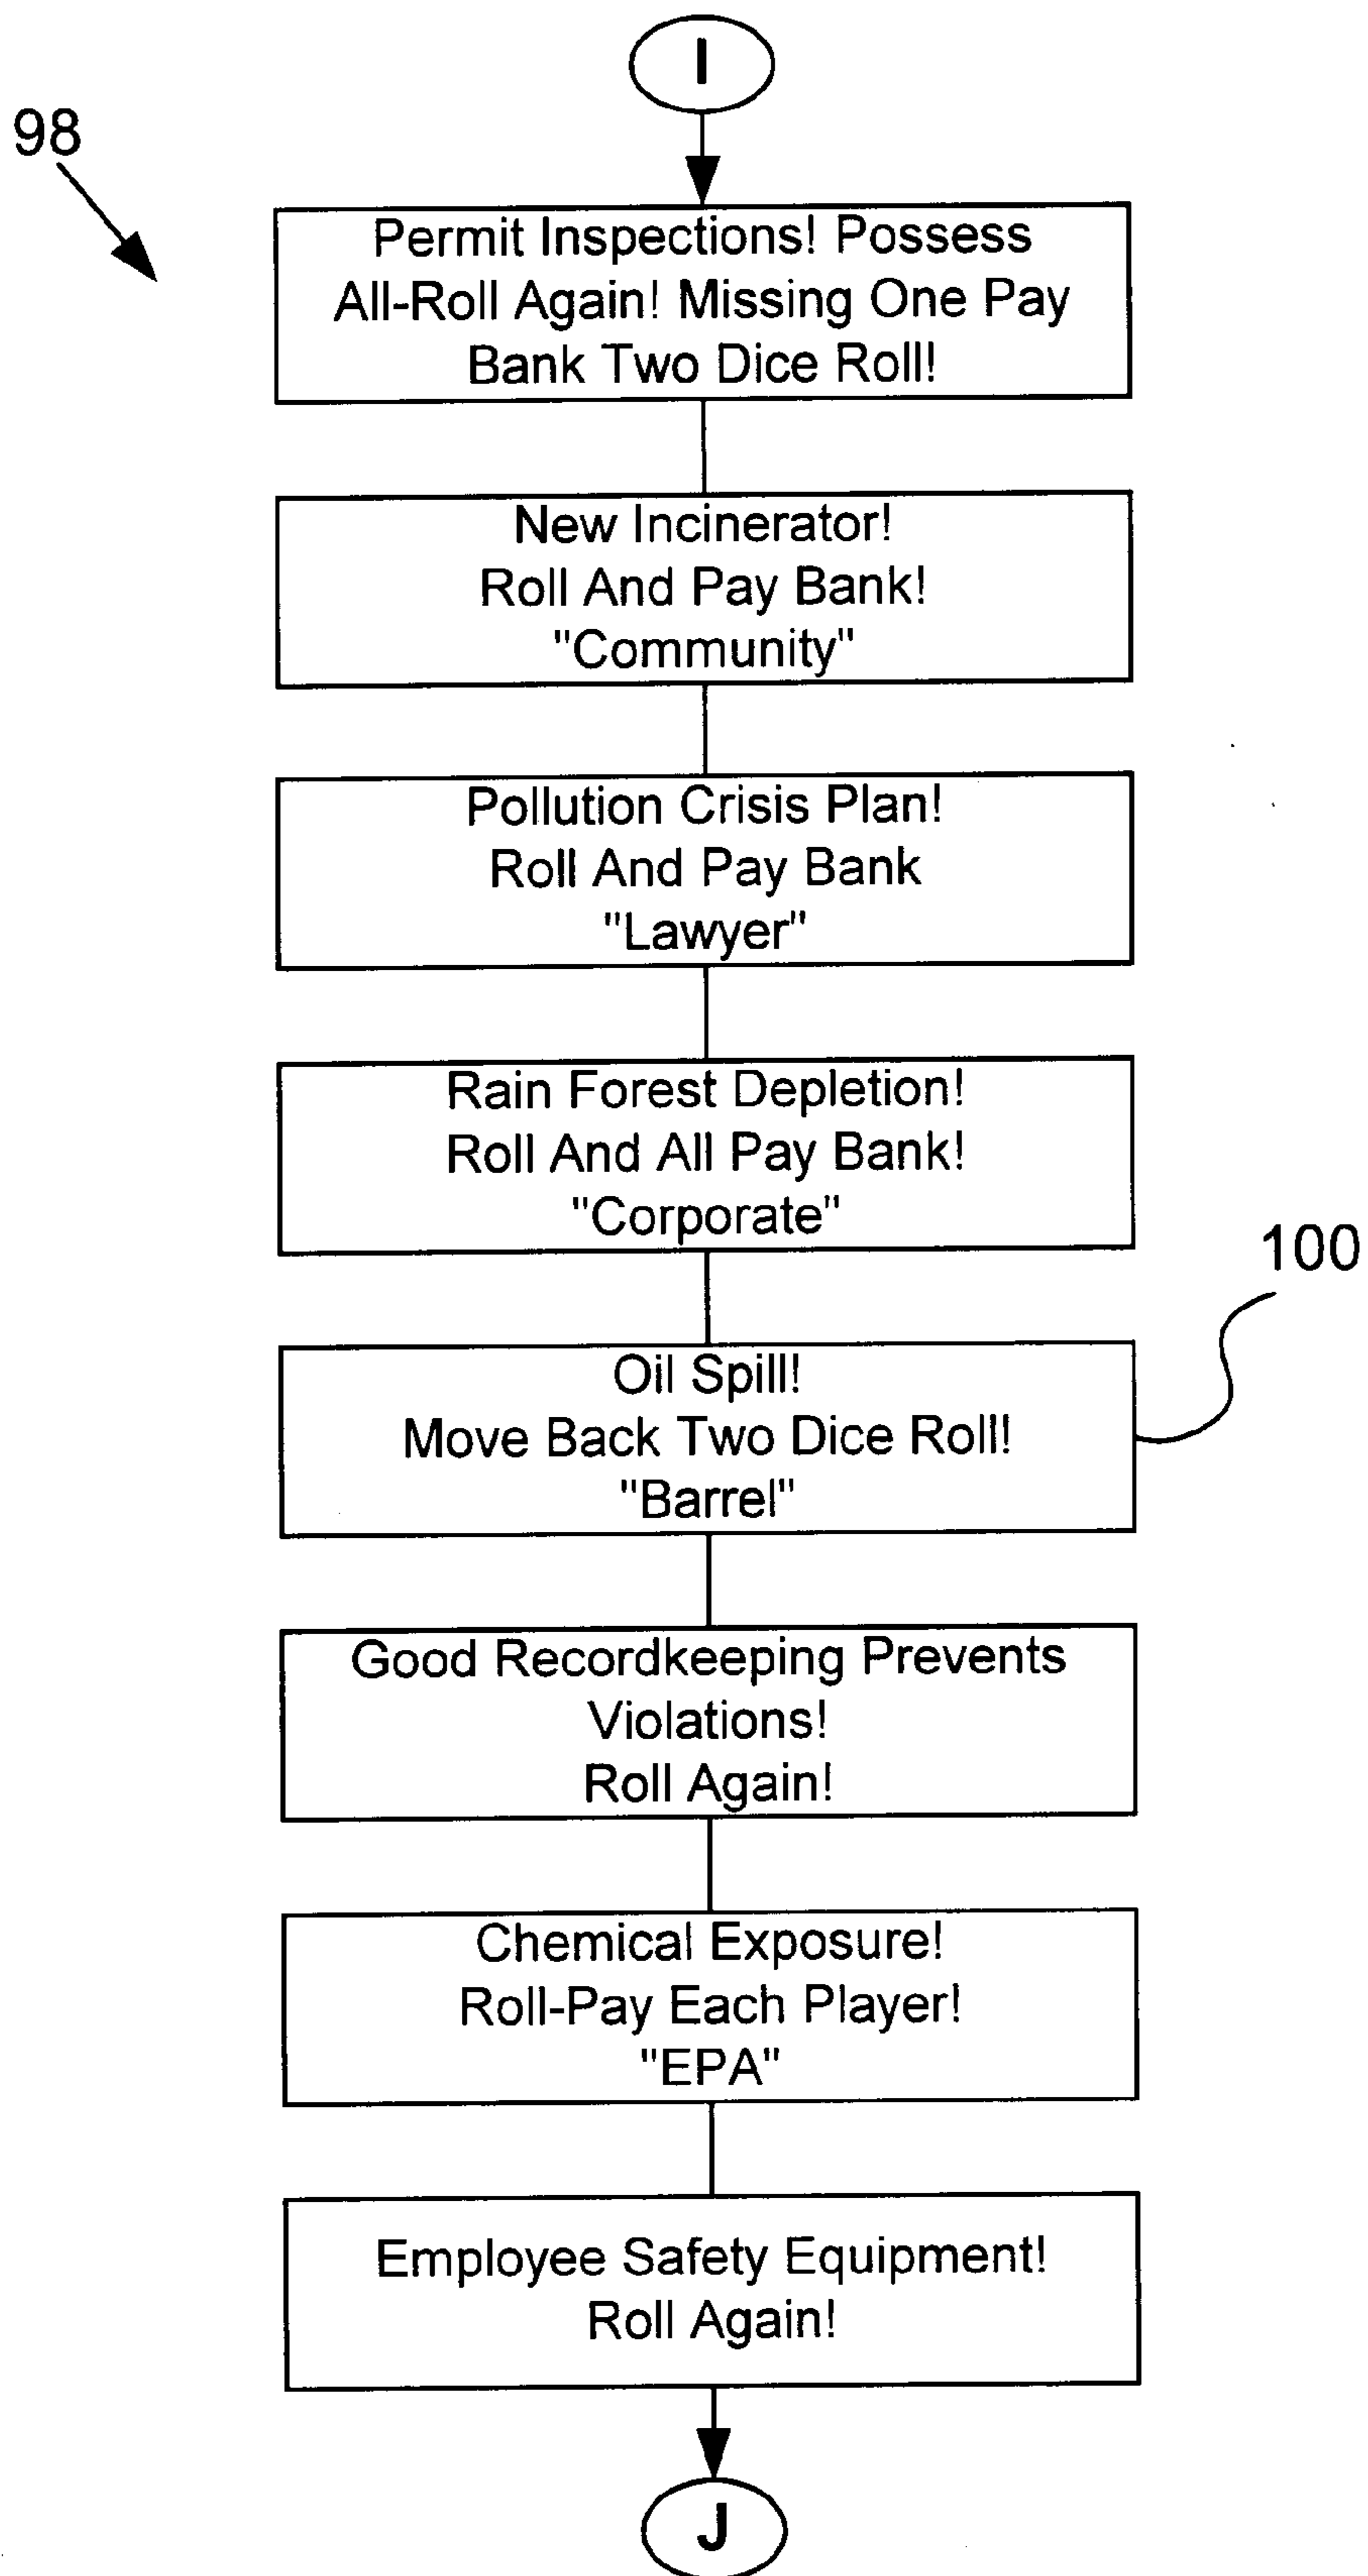 I
98
Permit Inspections! Possess
All-Roll Again! Missing One Pay
Bank Two Dice Roll!
New Incinerator!
Roll And Pay Bank!
"Community"
Pollution Crisis Plan!
Roll And Pay Bank
"Lawyer"
Rain Forest Depletion!
Roll And All Pay Bank!
"Corporate"
100
Oil Spill!
Move Back Two Dice Roll!
"Barrel"
Good Recordkeeping Prevents
Violations!
Roll Again!
Chemical Exposure!
Roll-Pay Each Player!
"EPA"
Employee Safety Equipment!
Roll Again!
J